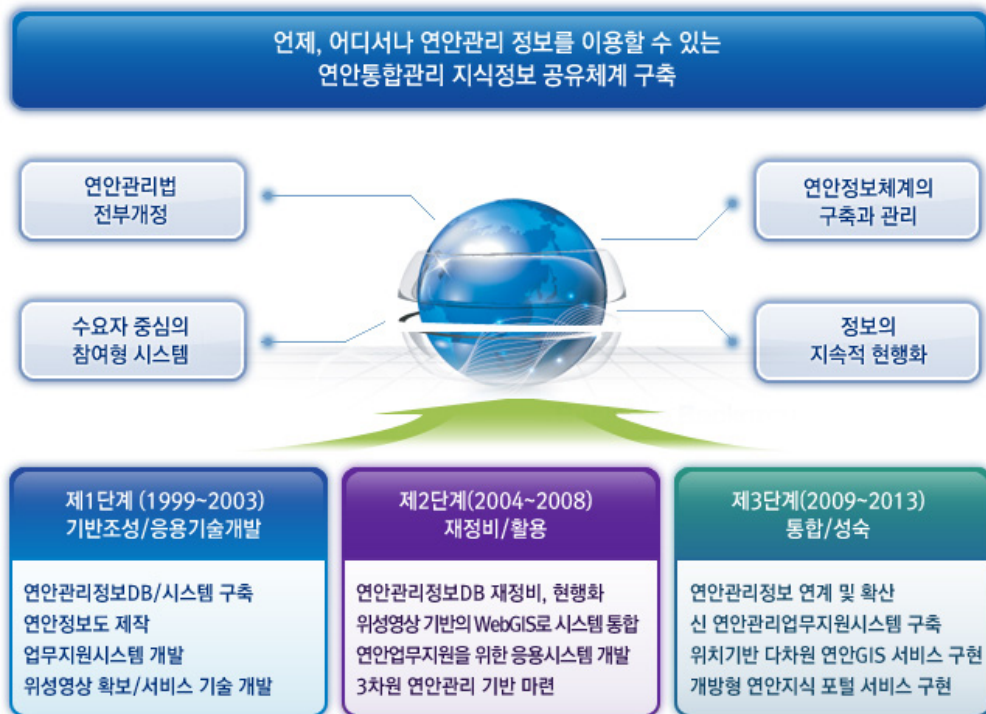 언제, 어디서나 연안관리 정보를 이용할 수 있는
연안통합관리 지식정보 공유체계 구축
연안관리법
전부개정
연안정보체계의
구축과 관리
수요자 중심의
참여형 시스템
정보의
지속적 현행화
제1단계 (1999~2003)
기반조성/응용기술개발
연안관리정보DB/시스템 구축
연안정보도 제작
업무지원시스템 개발
위성영상 확보/서비스 기술 개발
제2단계(2004~2008)
재정비/활용
연안관리정보DB 재정비, 현행화
위성영상 기반의 WebGIS로 시스템 통합
연안업무지원을 위한 응용시스템 개발
3차원 연안관리 기반 마련
제3단계(2009~2013)
통합/성숙
연안관리정보 연계 및 확산
신 연안관리업무지원시스템 구축
위치기반 다차원 연안GIS 서비스 구현
개방형 연안지식 포털 서비스 구현